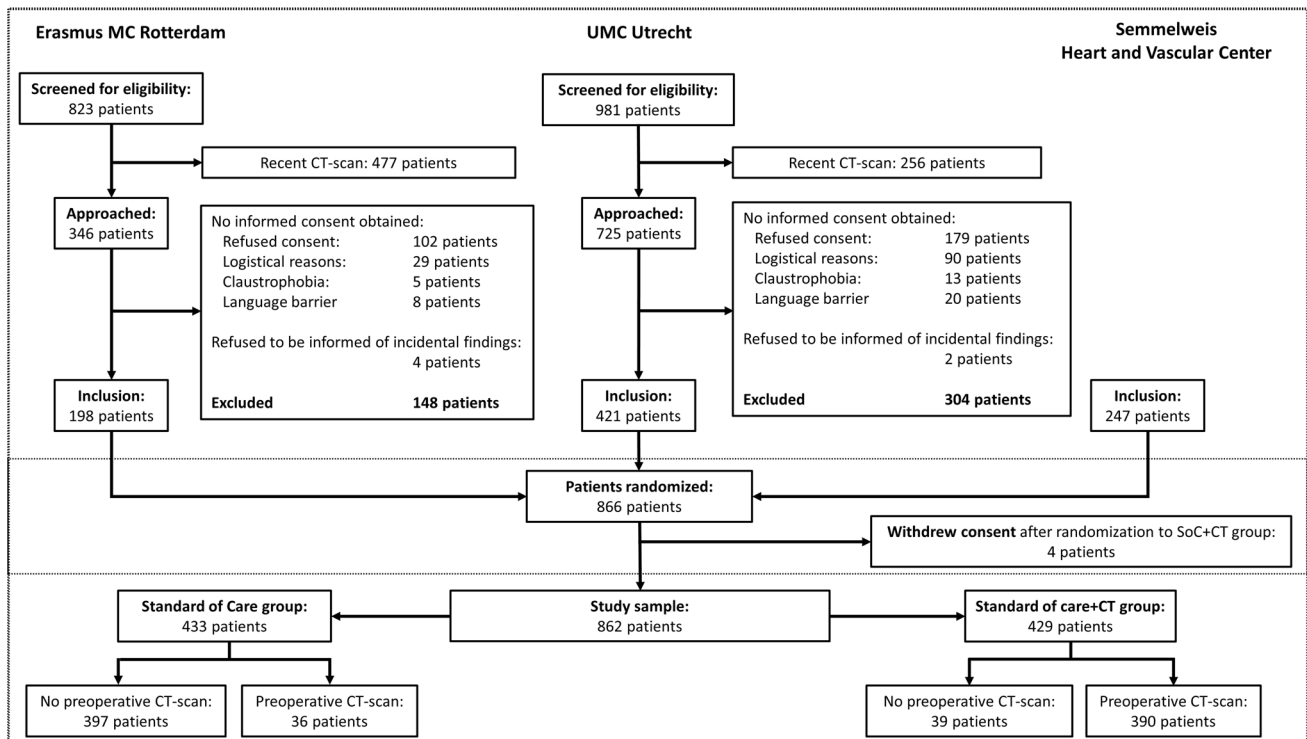 Erasmus MC Rotterdam
UMC Utrecht
Semmelweis
Heart and Vascular Center
Screened for eligibility:
823 patients
Screened for eligibility:
981 patients
Recent CT-scan: 477 patients
Recent CT-scan: 256 patients
Approached:
346 patients
Approached:
725 patients
No informed consent obtained:
Refused consent: 102 patients
Logistical reasons: 29 patients
Claustrophobia: 5 patients
Language barrier 8 patients
Refused to be informed of incidental findings:
4 patients
Excluded 148 patients
No informed consent obtained:
Refused consent: 179 patients
Logistical reasons: 90 patients
Claustrophobia: 13 patients
Language barrier 20 patients
Refused to be informed of incidental findings:
2 patients
Excluded 304 patients
Inclusion:
198 patients
Inclusion:
421 patients
Inclusion:
247 patients
Patients randomized:
866 patients
Withdrew consent after randomization to SoC+CT group:
4 patients
Standard of Care group:
433 patients
Study sample:
862 patients
Standard of care+CT group:
429 patients
No preoperative CT-scan:
397 patients
Preoperative CT-scan:
36 patients
No preoperative CT-scan:
39 patients
Preoperative CT-scan:
390 patients